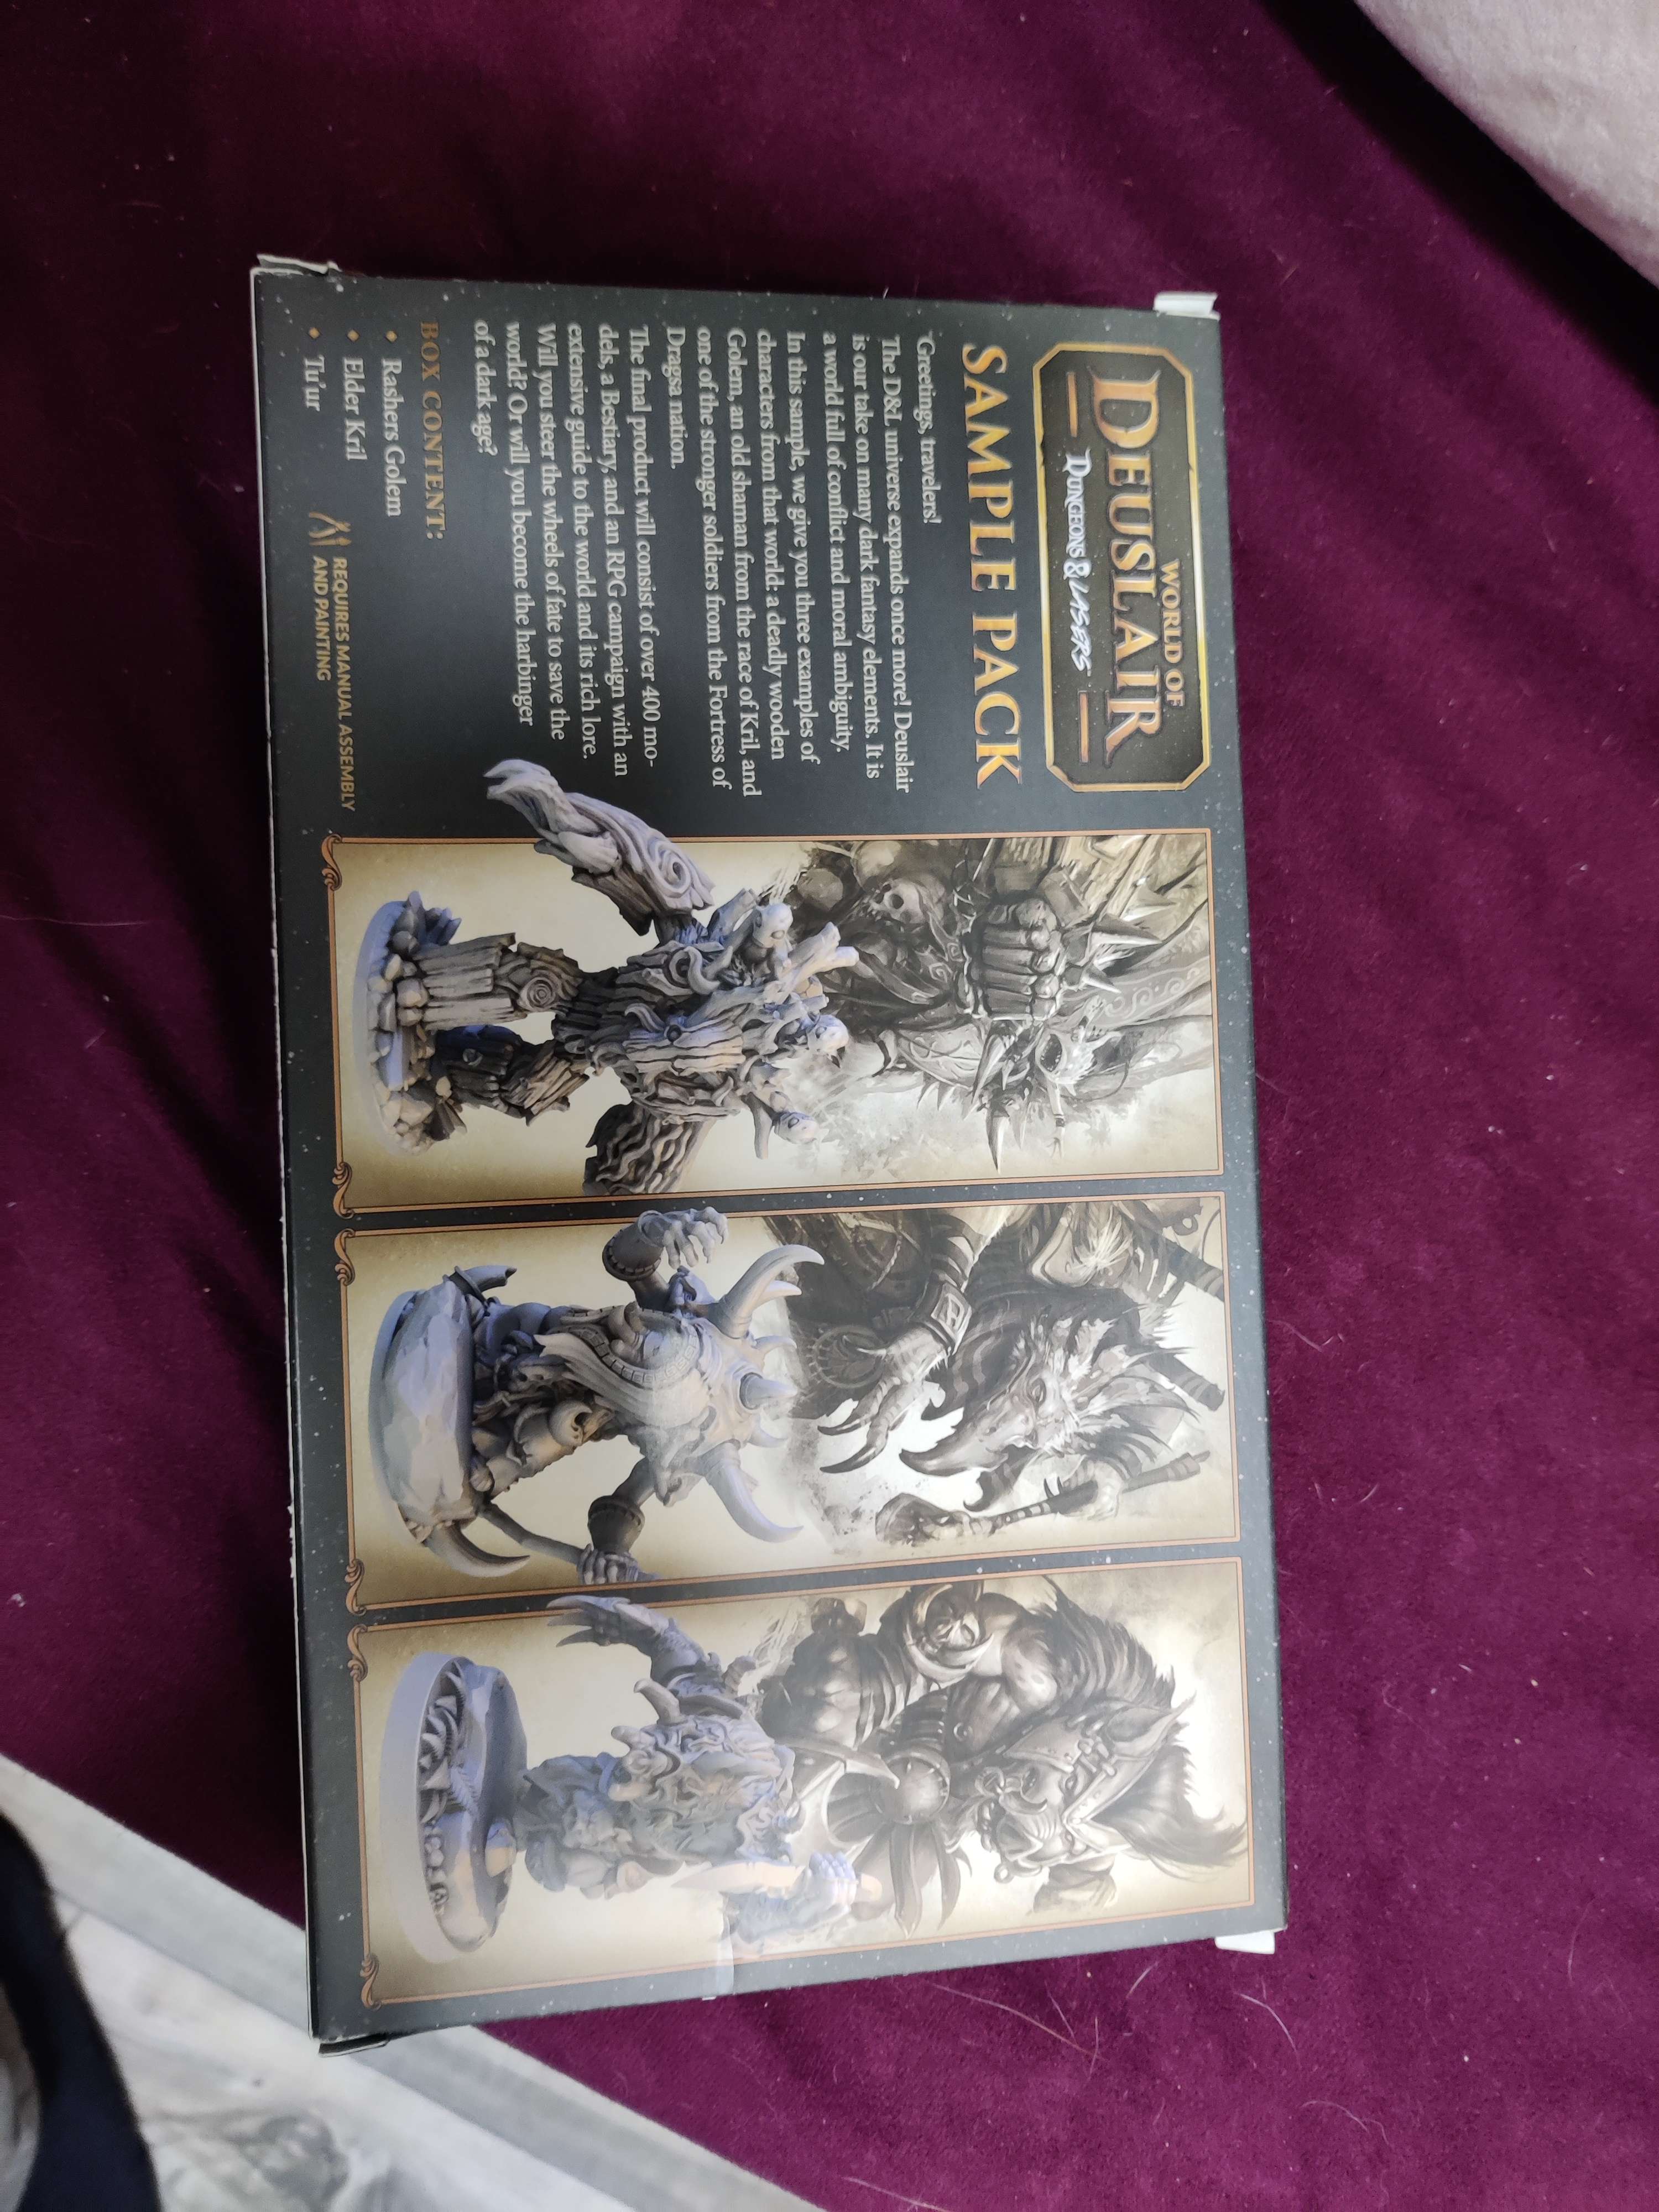 WORLD OF
DEUSLAIR
DUNGEONS & LASERS
SAMPLE PACK
"Greetings, travelers!
The D&L universe expands once more! Deuslair
is our take on many dark fantasy elements. It is
a world full of conflict and moral ambiguity.
In this sample, we give you three examples of
characters from that world: a deadly wooden
Golem, an old shaman from the race of Kril, and
one of the stronger soldiers from the Fortress of
Dragsa nation.
The final product will consist of over 400 mo-
dels, a Bestiary, and an RPG campaign with an
extensive guide to the world and its rich lore.
Will you steer the wheels of fate to save the
world? Or will you become the harbinger
of a dark age?
BOX CONTENT:
• Rashers Golem
• Elder Kril
• Tu'ur
REQUIRES MANUAL ASSEMBLY
AND PAINTING